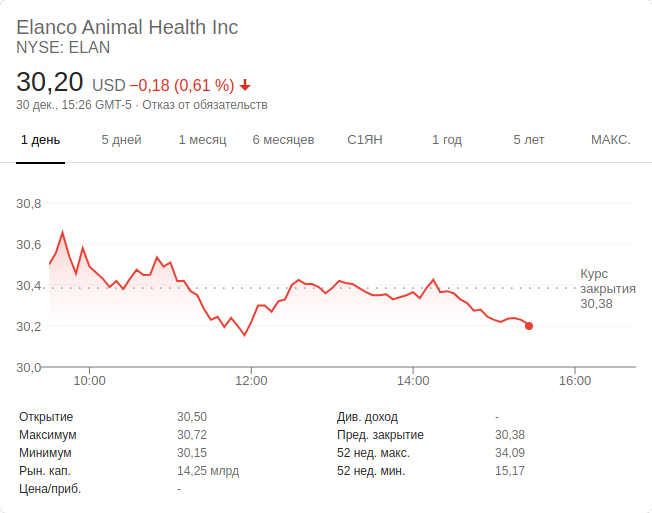 Elanco Animal Health Inc
NYSE: ELAN
30,20 USD −0,18 (0,61 %)
30 дек., 15:26 GMT-5 · Отказ от обязательств
1 день 5 дней 1 месяц 6 месяцев С1ЯН 1 год 5 лет МАКС.
30,8
30,6
30,4
30,2
30,0
Курс
закрытия
30,38
10:00 12:00 14:00 16:00
Открытие 30,50
Максимум 30,72
Минимум 30,15
Рын. кап. 14,25 млрд
Цена/приб. -
Див. доход -
Пред. закрытие 30,38
52 нед. макс. 34,09
52 нед. мин. 15,17